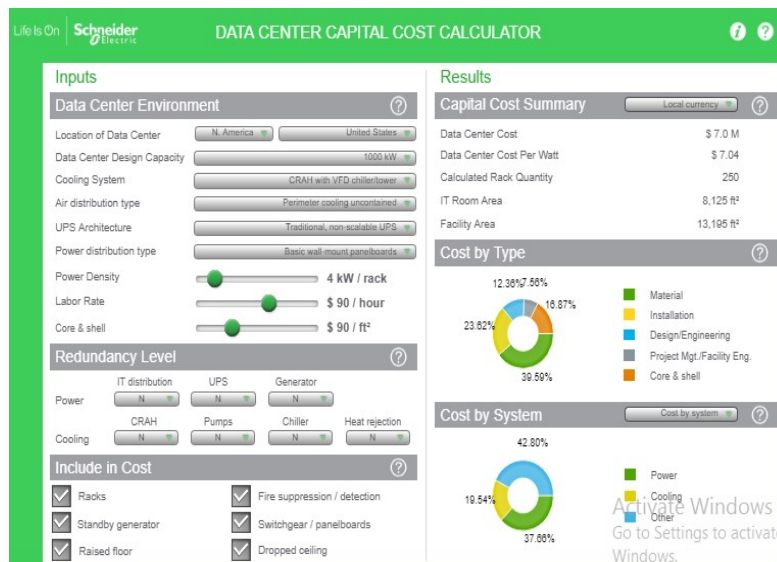 Life Is On | Schneider Electric
DATA CENTER CAPITAL COST CALCULATOR
Inputs
Data Center Environment
Location of Data Center N. America United States
Data Center Design Capacity 1000 kW
Cooling System CRAH with VFD chiller/tower
Air distribution type Perimeter cooling uncontained
UPS Architecture Traditional, non-scalable UPS
Power distribution type Basic wall-mount panelboards
Power Density 4 kW / rack
Labor Rate $ 90 / hour
Core & shell $ 90 / ft²
Redundancy Level
IT distribution UPS Generator
Power N N N
CRAH Pumps Chiller Heat rejection
Cooling N N N N
Include in Cost
Racks Fire suppression / detection
Standby generator Switchgear / panelboards
Raised floor Dropped ceiling
Results
Capital Cost Summary Local currency
Data Center Cost $ 7.0 M
Data Center Cost Per Watt $ 7.04
Calculated Rack Quantity 250
IT Room Area 8,125 ft²
Facility Area 13,195 ft²
Cost by Type
12.36% 7.56%
16.87%
23.62%
39.59%
Material
Installation
Design/Engineering
Project Mgt./Facility Eng.
Core & shell
Cost by System Cost by system
42.80%
19.54%
37.66%
Power
Cooling
Other
Activate Windows
Go to Settings to activate
Windows.